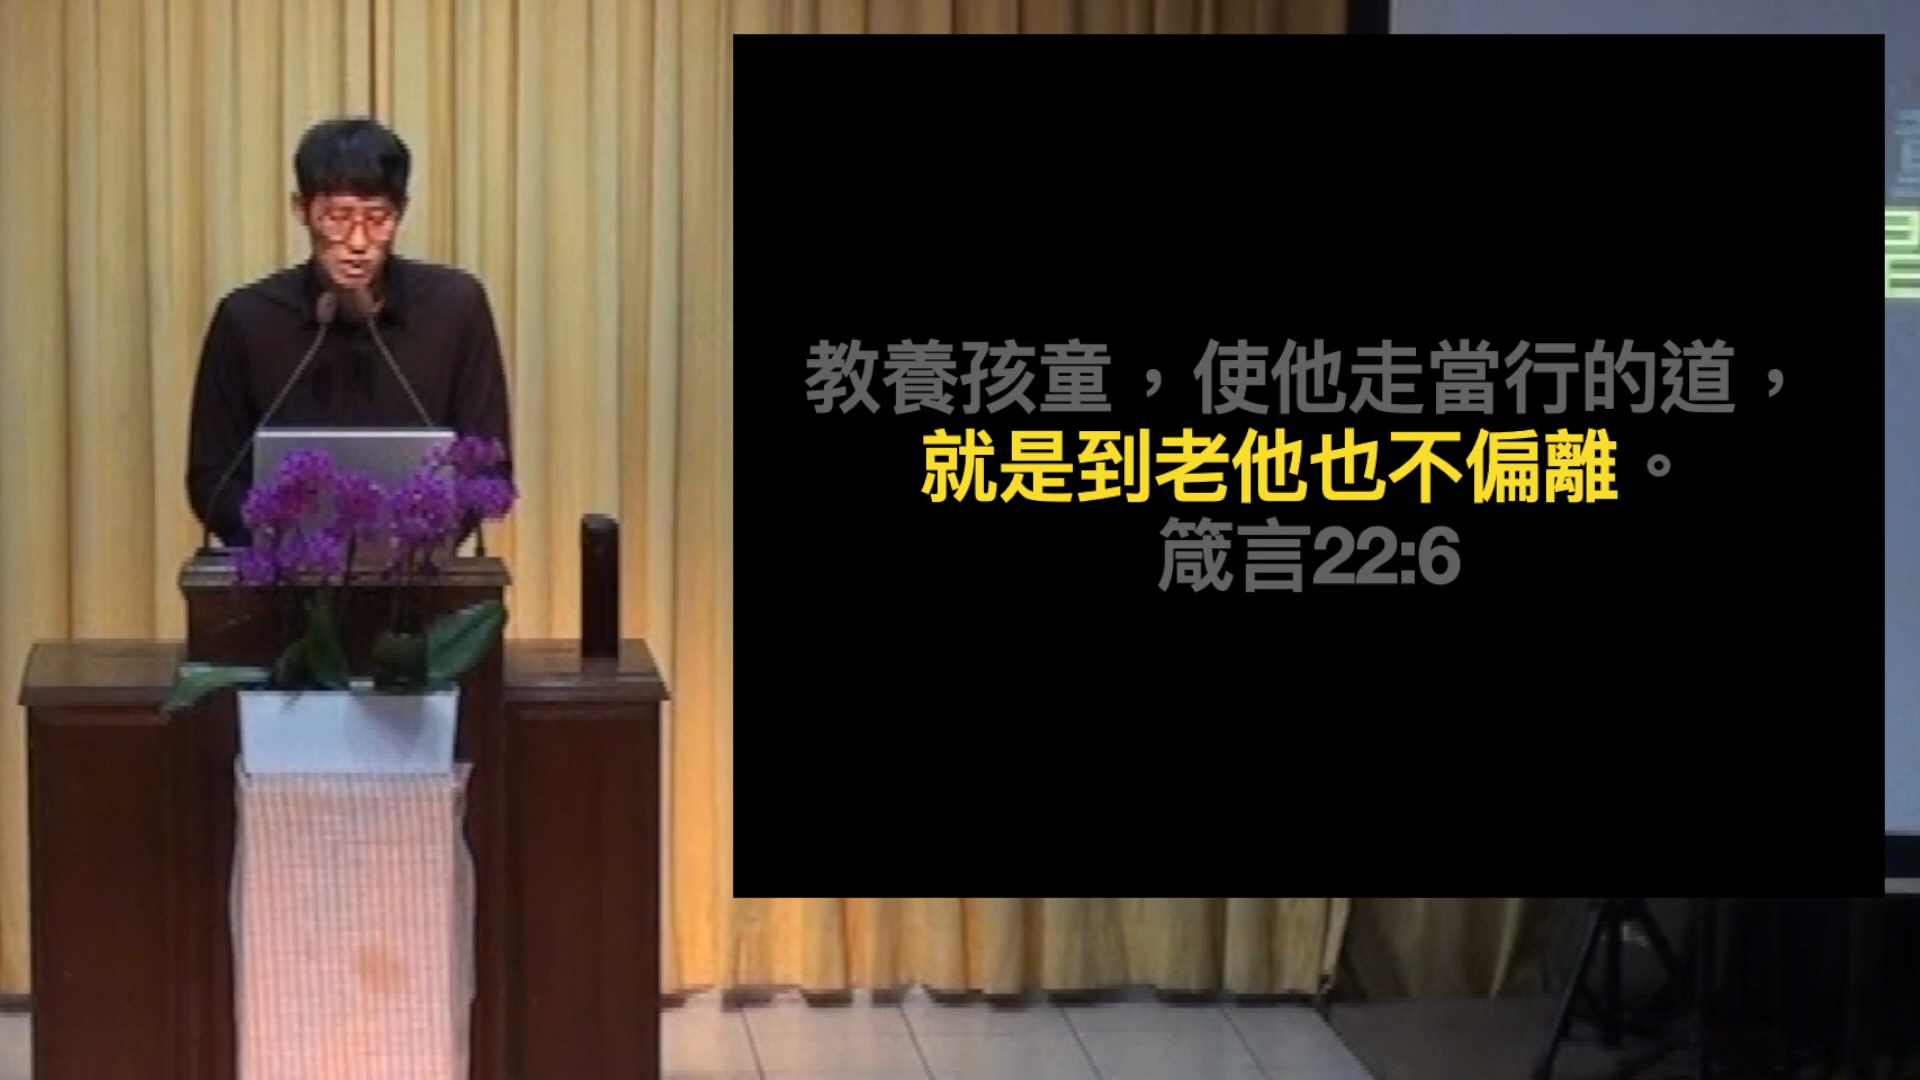 教養孩童，使他走當行的道，
就是到老他也不偏離。
箴言22:6